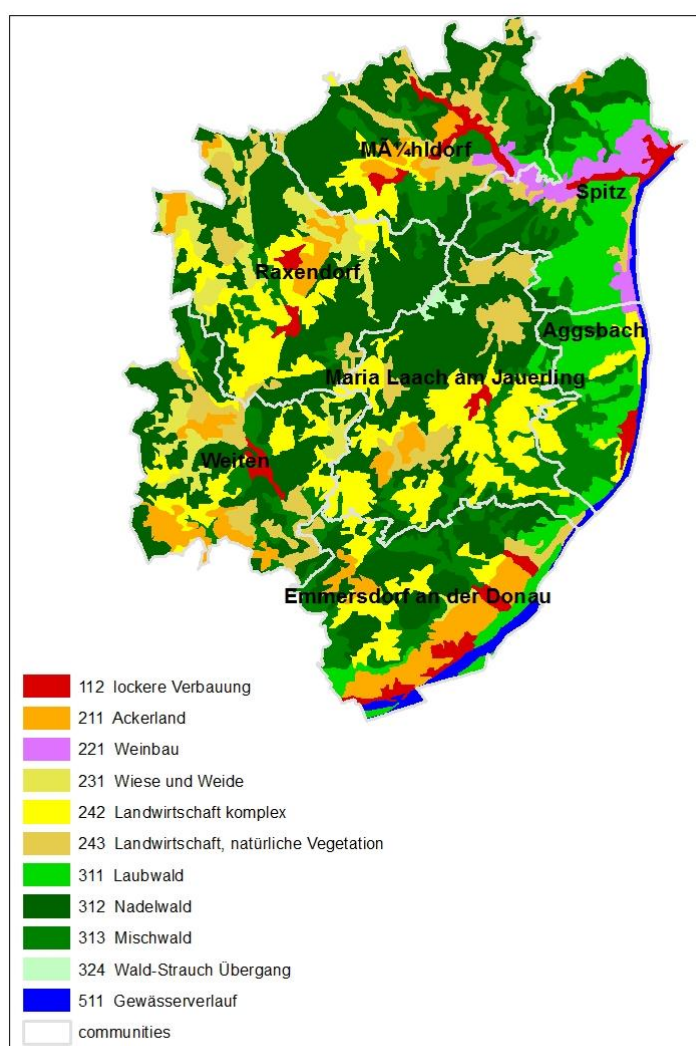 MÃ¼hldorf
Spitz
Raxendorf
Aggsbach
Maria Laach am Jauerling
Weiten
Emmersdorf an der Donau
112 lockere Verbauung
211 Ackerland
221 Weinbau
231 Wiese und Weide
242 Landwirtschaft komplex
243 Landwirtschaft, natürliche Vegetation
311 Laubwald
312 Nadelwald
313 Mischwald
324 Wald-Strauch Übergang
511 Gewässerverlauf
communities